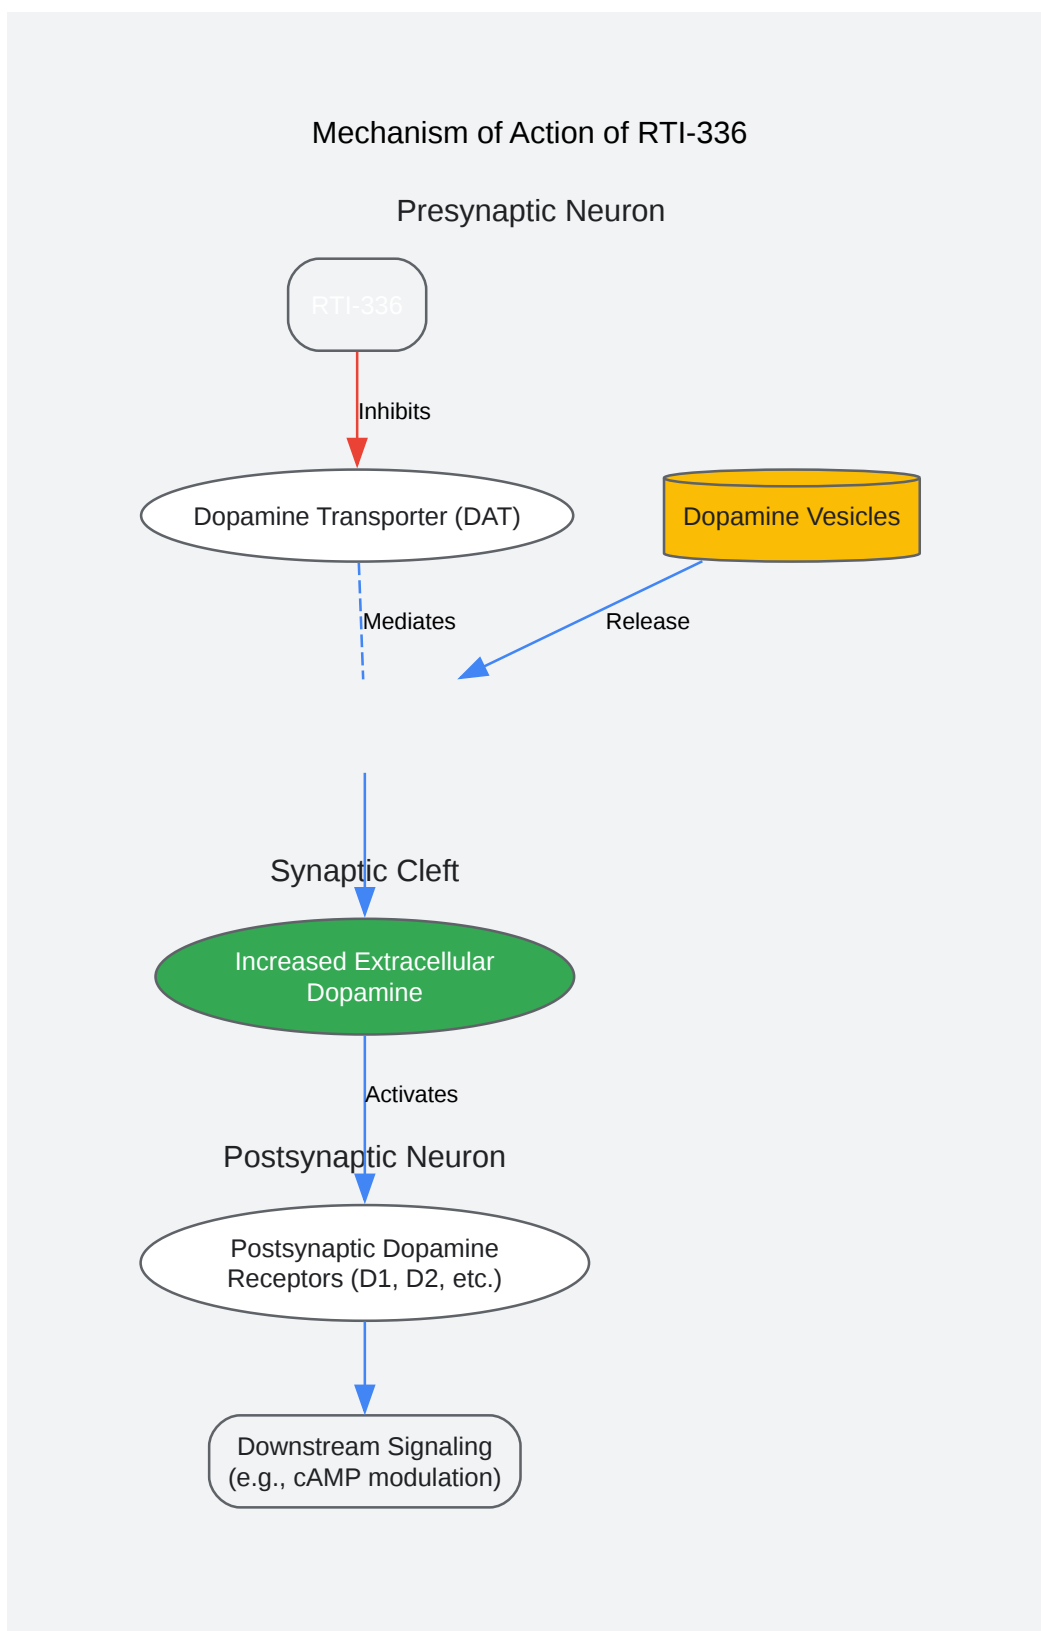 Mechanism of Action of RTI-336
Presynaptic Neuron
RTI-336
Inhibits
Dopamine Transporter (DAT)
Dopamine Vesicles
Mediates
Release
Synaptic Cleft
Increased Extracellular
Dopamine
Activates
Postsynaptic Neuron
Postsynaptic Dopamine
Receptors (D1, D2, etc.)
Downstream Signaling
(e.g., cAMP modulation)